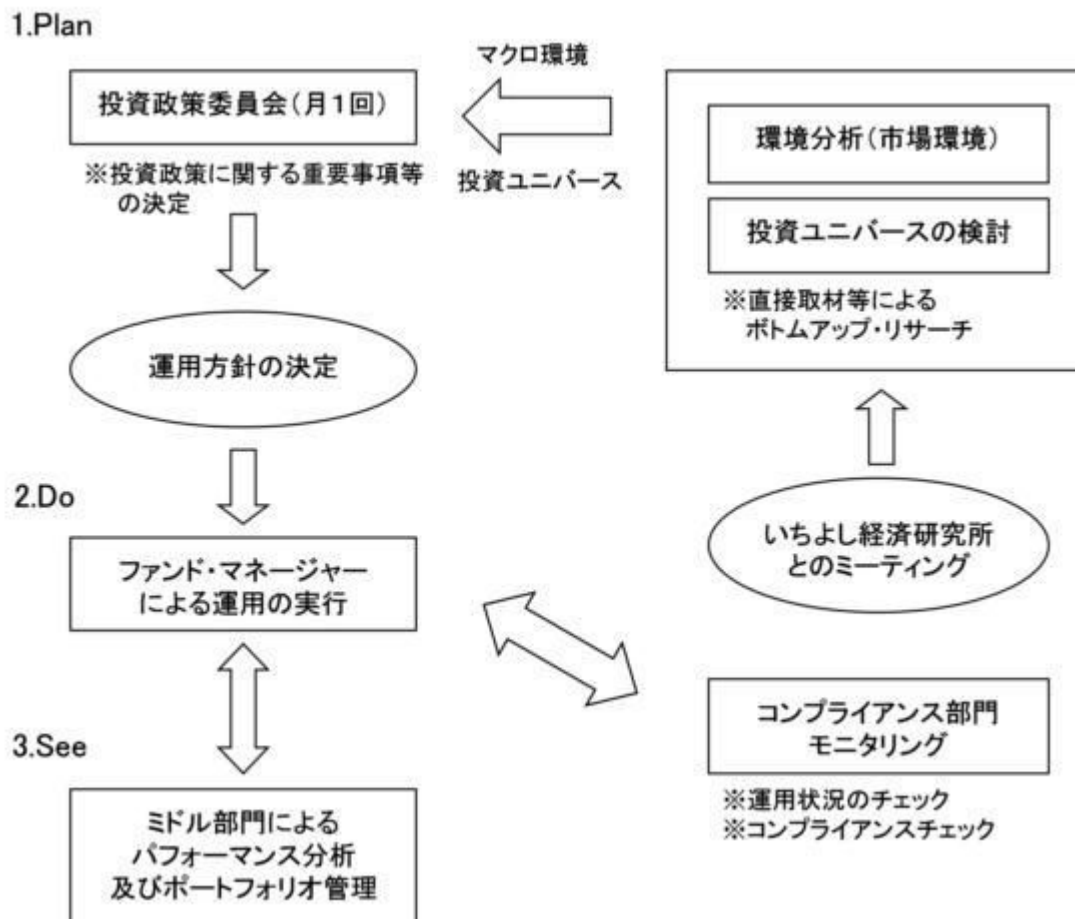 1.Plan
投資政策委員会(月1回)
※投資政策に関する重要事項等
の決定
マクロ環境
投資ユニバース
環境分析(市場環境)
投資ユニバースの検討
※直接取材等による
ボトムアップ・リサーチ
運用方針の決定
いちよし経済研究所
とのミーティング
2.Do
ファンド・マネージャー
による運用の実行
コンプライアンス部門
モニタリング
※運用状況のチェック
※コンプライアンスチェック
3.See
ミドル部門による
パフォーマンス分析
及びポートフォリオ管理